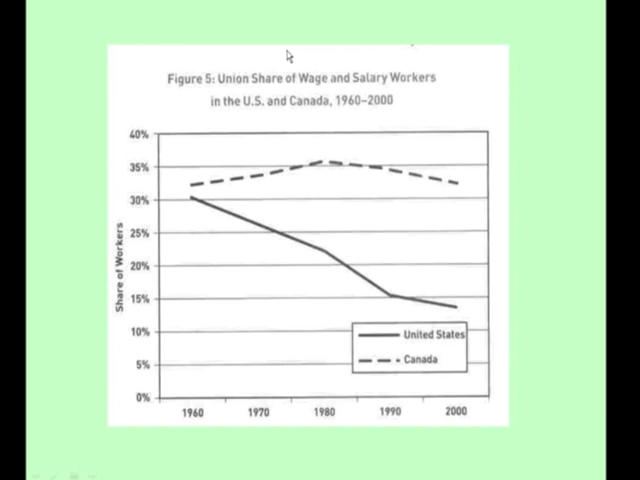 Figure 5: Union Share of Wage and Salary Workers
in the U.S. and Canada, 1960–2000
40%
35%
30%
25%
20%
15%
10%
5%
0%
Share of Workers
United States
Canada
1960 1970 1980 1990 2000